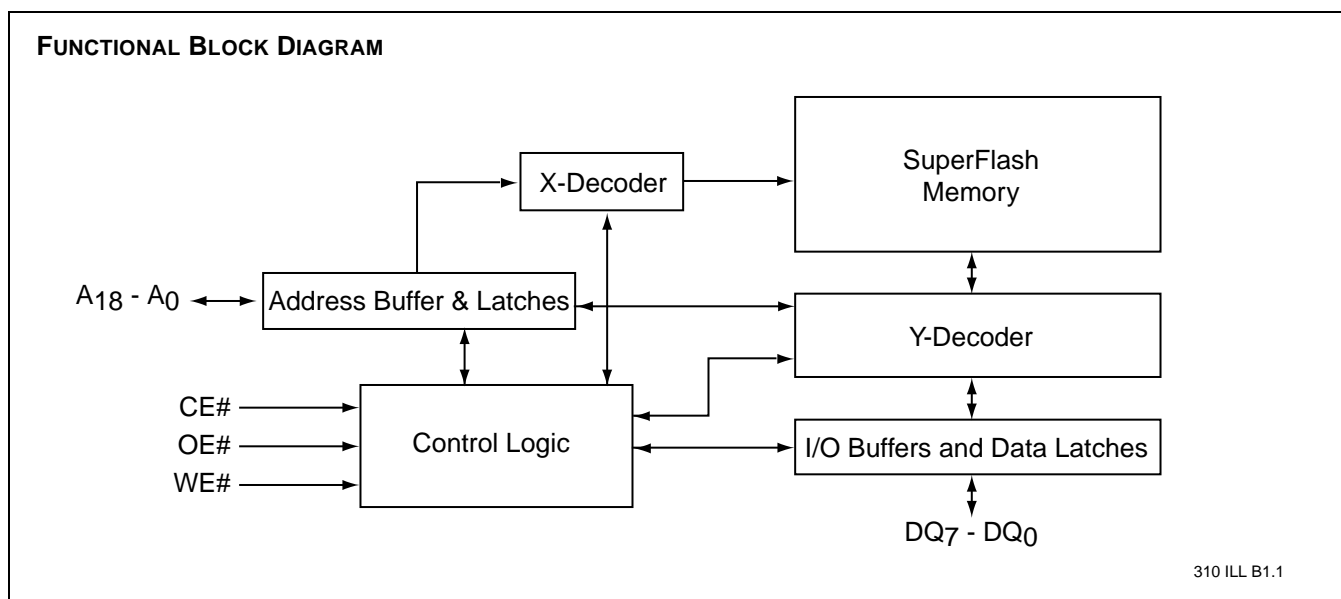 FUNCTIONAL BLOCK DIAGRAM
SuperFlash
Memory
X-Decoder
A18 - A0
Address Buffer & Latches
Y-Decoder
CE#
OE#
WE#
Control Logic
I/O Buffers and Data Latches
DQ7 - DQ0
310 ILL B1.1